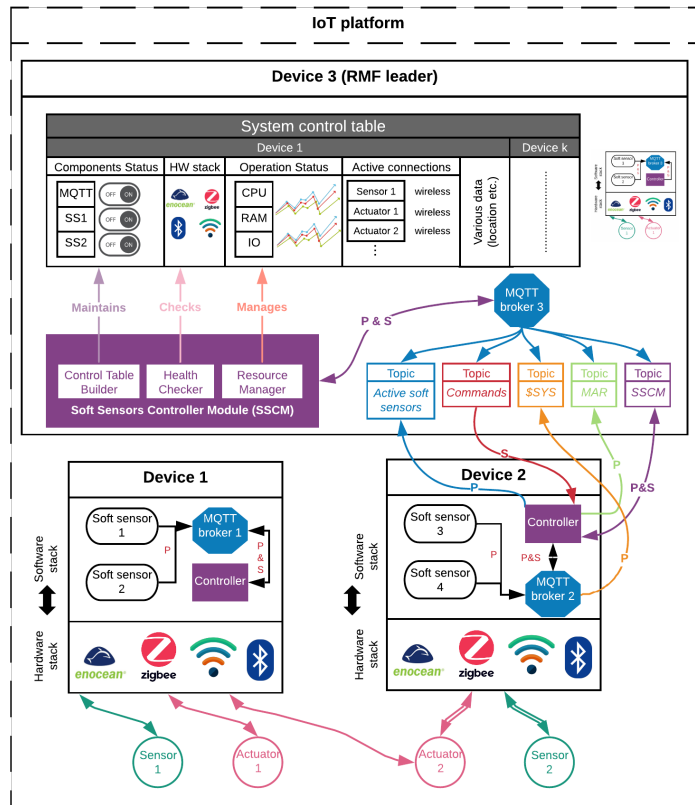 IoT platform
Device 3 (RMF leader)
System control table
Device 1
Device k
Components Status
HW stack
Operation Status
Active connections
MQTT
OFF
ON
SS1
OFF
ON
SS2
OFF
ON
enocean
zigbee
CPU
RAM
IO
Sensor 1
wireless
Actuator 1
wireless
Actuator 2
wireless
Various data
(location etc.)
Maintains
Checks
Manages
P & S
MQTT
broker 3
Control Table
Builder
Health
Checker
Resource
Manager
Soft Sensors Controller Module (SSCM)
Topic
Active soft
sensors
Topic
Commands
Topic
$SYS
Topic
MAR
Topic
SSCM
S
P
P
P&S
P
Device 1
Software
stack
Hardware
stack
Soft sensor
1
Soft sensor
2
P
MQTT
broker 1
Controller
P
&
S
enocean
zigbee
Device 2
Software
stack
Hardware
stack
Soft sensor
3
Soft sensor
4
P
Controller
P&S
MQTT
broker 2
enocean
zigbee
Sensor
1
Actuator
1
Actuator
2
Sensor
2